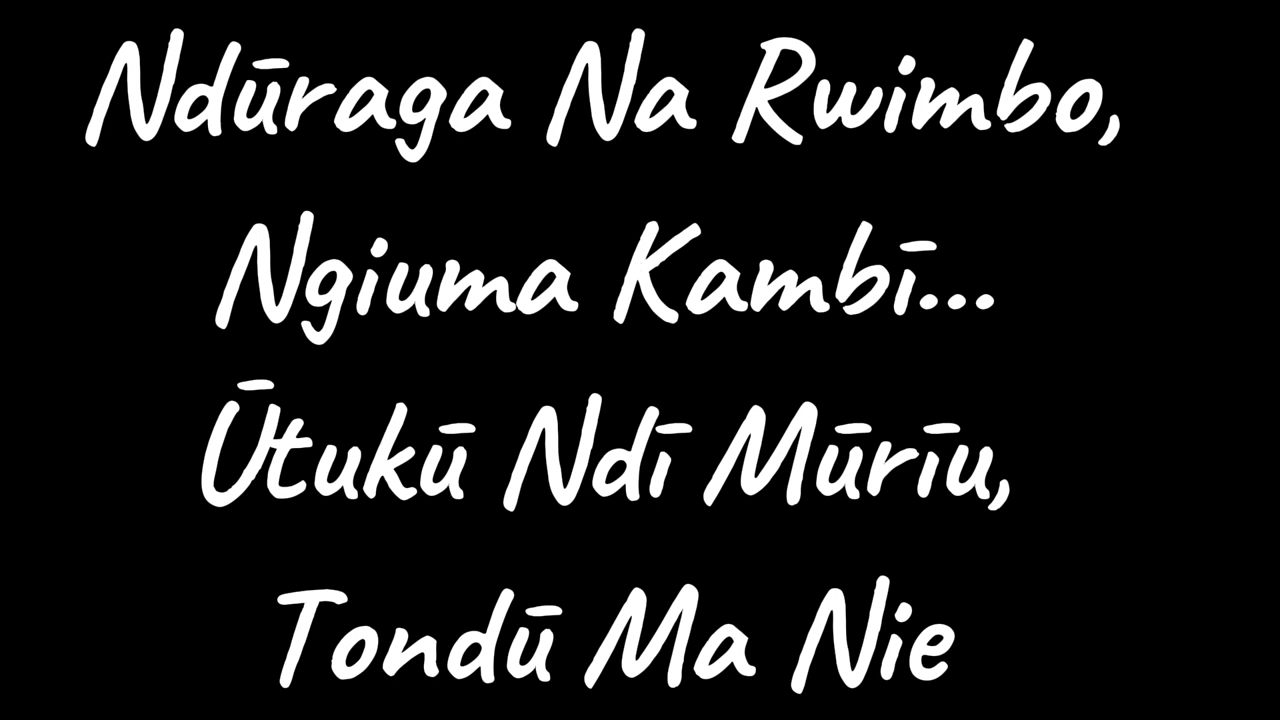 Ndūraga Na Rwimbo,
Ngiuma Kambī...
Ūtukū Ndī Mūrīu,
Tondū Ma Nie